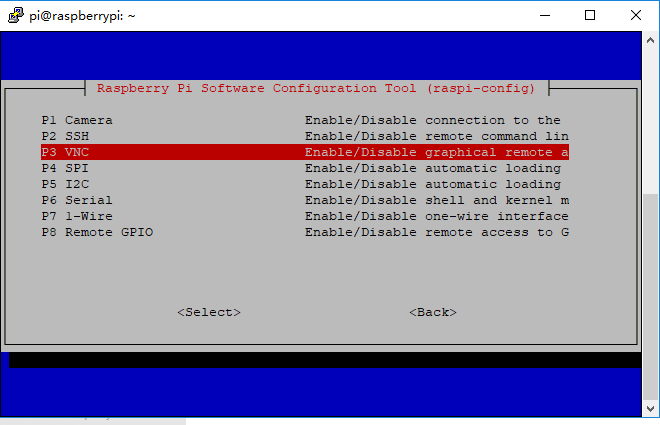 pi@raspberrypi: ~
Raspberry Pi Software Configuration Tool (raspi-config)
P1 Camera Enable/Disable connection to the
P2 SSH Enable/Disable remote command lin
P3 VNC Enable/Disable graphical remote a
P4 SPI Enable/Disable automatic loading
P5 I2C Enable/Disable automatic loading
P6 Serial Enable/Disable shell and kernel m
P7 1-Wire Enable/Disable one-wire interface
P8 Remote GPIO Enable/Disable remote access to G
<Select> <Back>